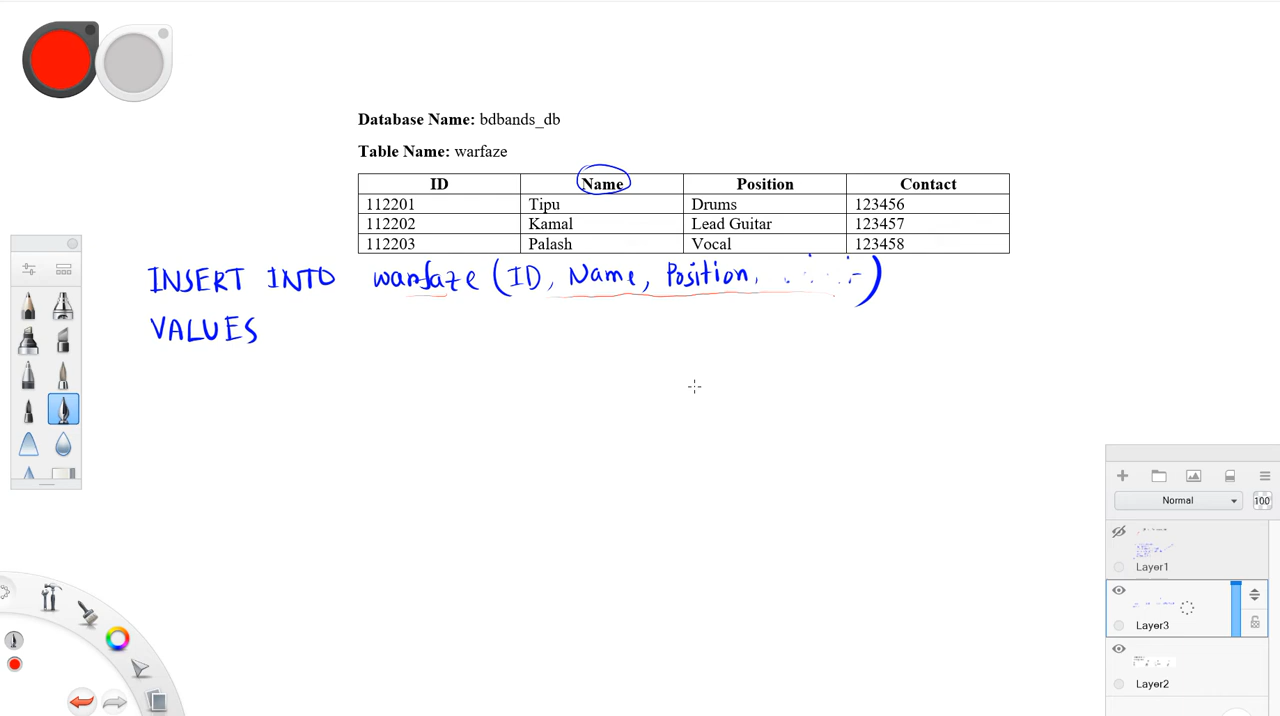 Database Name: bdbands_db
Table Name: warfaze
ID Name Position Contact
112201 Tipu Drums 123456
112202 Kamal Lead Guitar 123457
112203 Palash Vocal 123458
INSERT INTO warfaze (ID, Name, Position, ......)
VALUES
Normal 100
Layer1
Layer3
Layer2